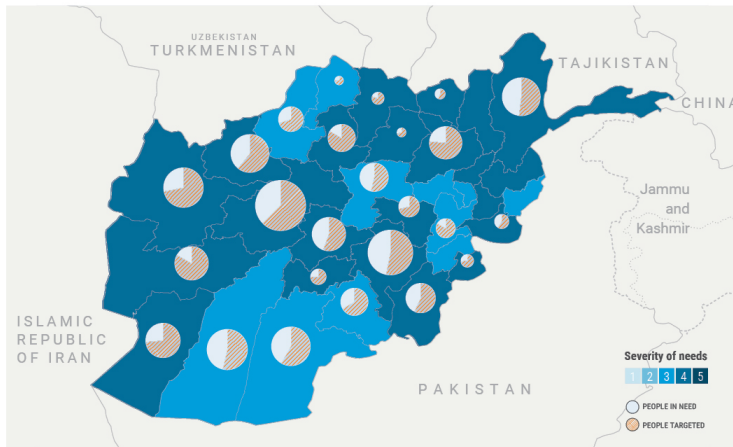 UZBEKISTAN
TURKMENISTAN
TAJIKISTAN
CHINA
Jammu
and
Kashmir
ISLAMIC
REPUBLIC
OF IRAN
PAKISTAN
Severity of needs
1 2 3 4 5
PEOPLE IN NEED
PEOPLE TARGETED